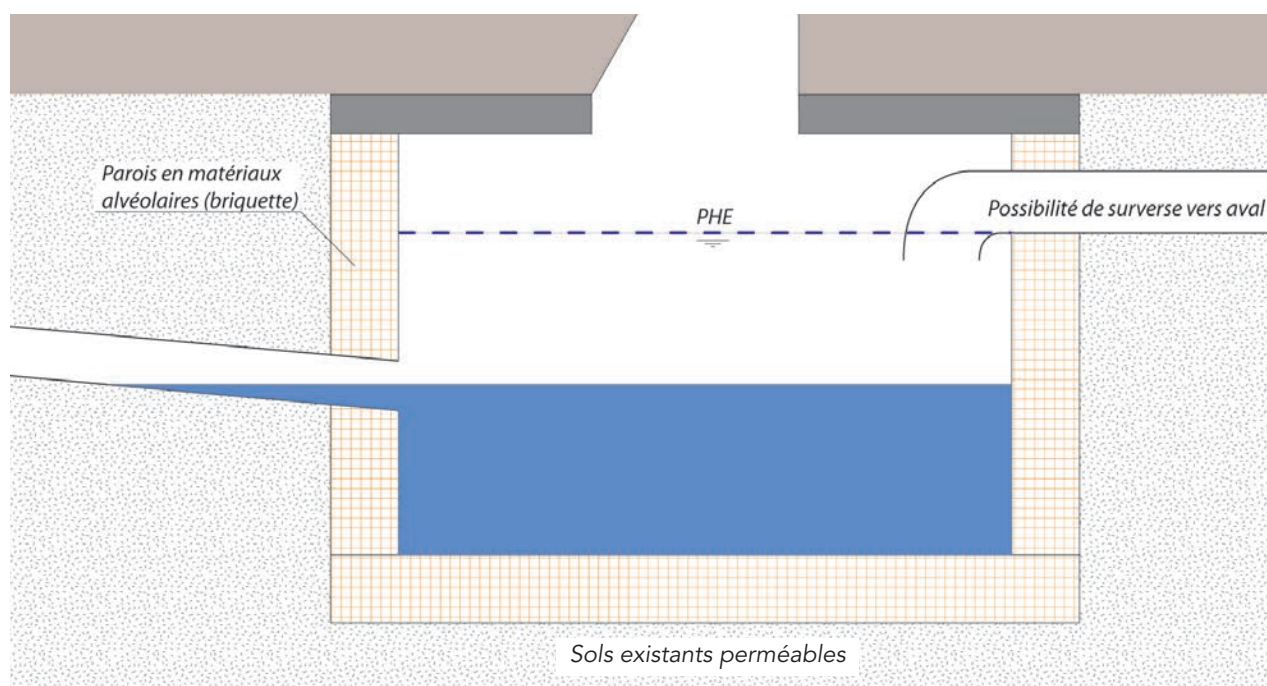 Parois en matériaux
alvéolaires (briquette)
PHE
Possibilité de surverse vers aval
Sols existants perméables